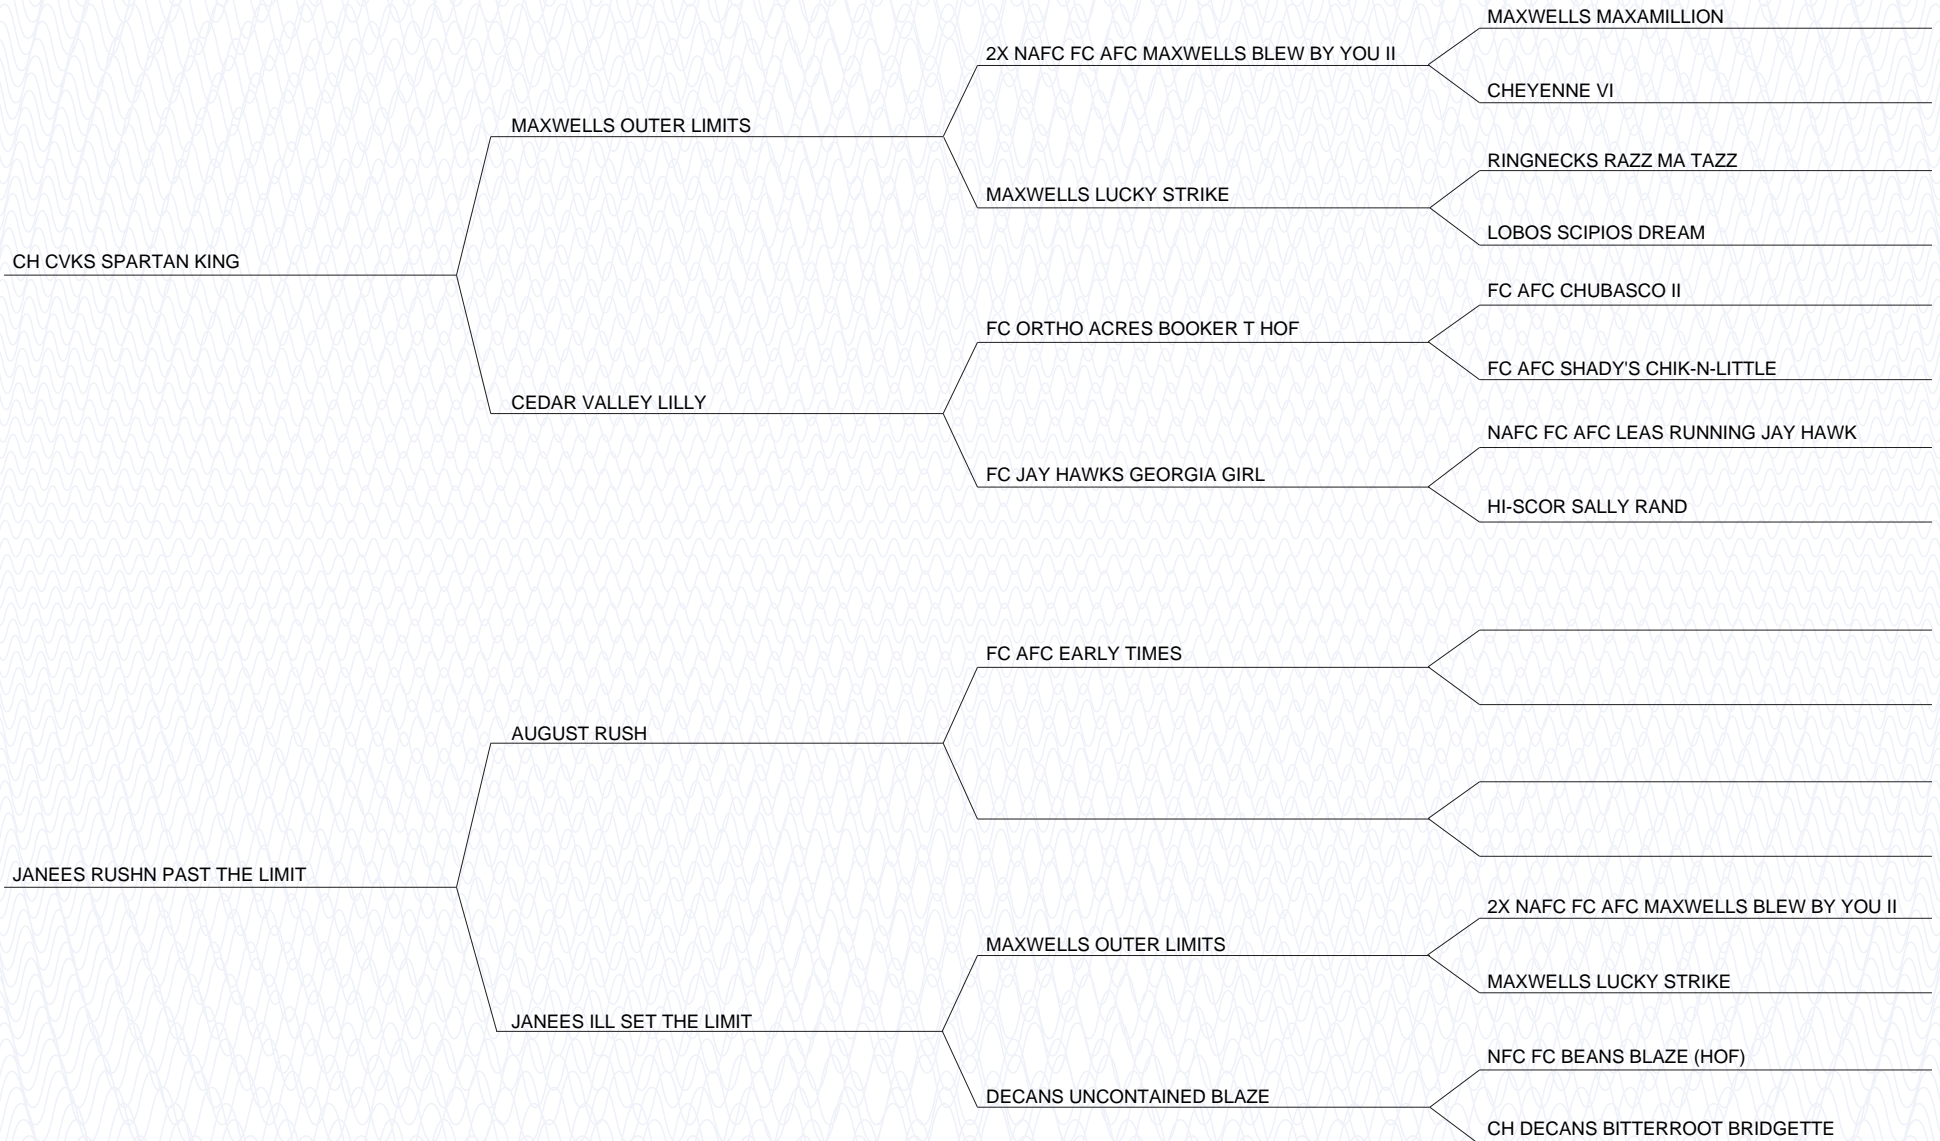 MAXWELLS MAXAMILLION
2X NAFC FC AFC MAXWELLS BLEW BY YOU II
CHEYENNE VI
MAXWELLS OUTER LIMITS
RINGNECKS RAZZ MA TAZZ
MAXWELLS LUCKY STRIKE
LOBOS SCIPIOS DREAM
CH CVKS SPARTAN KING
FC AFC CHUBASCO II
FC ORTHO ACRES BOOKER T HOF
FC AFC SHADY'S CHIK-N-LITTLE
CEDAR VALLEY LILLY
NAFC FC AFC LEAS RUNNING JAY HAWK
FC JAY HAWKS GEORGIA GIRL
HI-SCOR SALLY RAND
FC AFC EARLY TIMES
AUGUST RUSH
JANEES RUSHN PAST THE LIMIT
2X NAFC FC AFC MAXWELLS BLEW BY YOU II
MAXWELLS OUTER LIMITS
MAXWELLS LUCKY STRIKE
JANEES ILL SET THE LIMIT
NFC FC BEANS BLAZE (HOF)
DECANS UNCONTAINED BLAZE
CH DECANS BITTERROOT BRIDGETTE